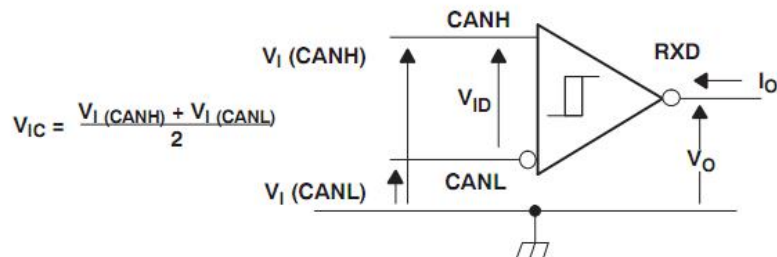 CANH
RXD
V_I (CANH)
I_O
V_ID
V_IC = V_I (CANH) + V_I (CANL)
2
V_O
CANL
V_I (CANL)